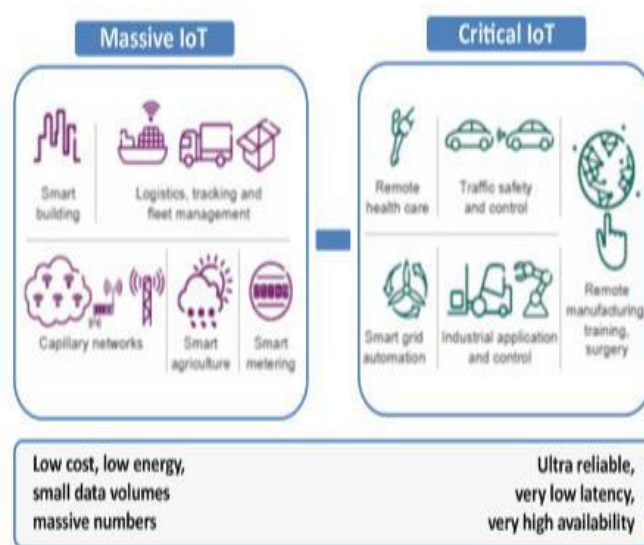 Massive IoT
Critical IoT
Smart
building
Logistics, tracking and
fleet management
Capillary networks
Smart
agriculture
Smart
metering
Remote
health care
Traffic safety
and control
Smart grid
automation
Industrial application
and control
Remote
manufacturing,
training,
surgery
Low cost, low energy,
small data volumes
massive numbers
Ultra reliable,
very low latency,
very high availability